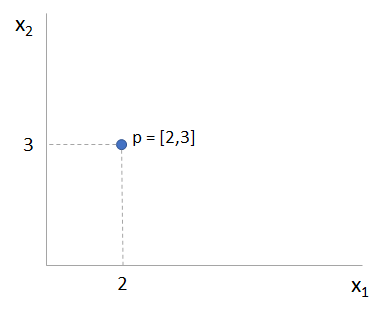 x₂
3
p = [2,3]
2
x₁